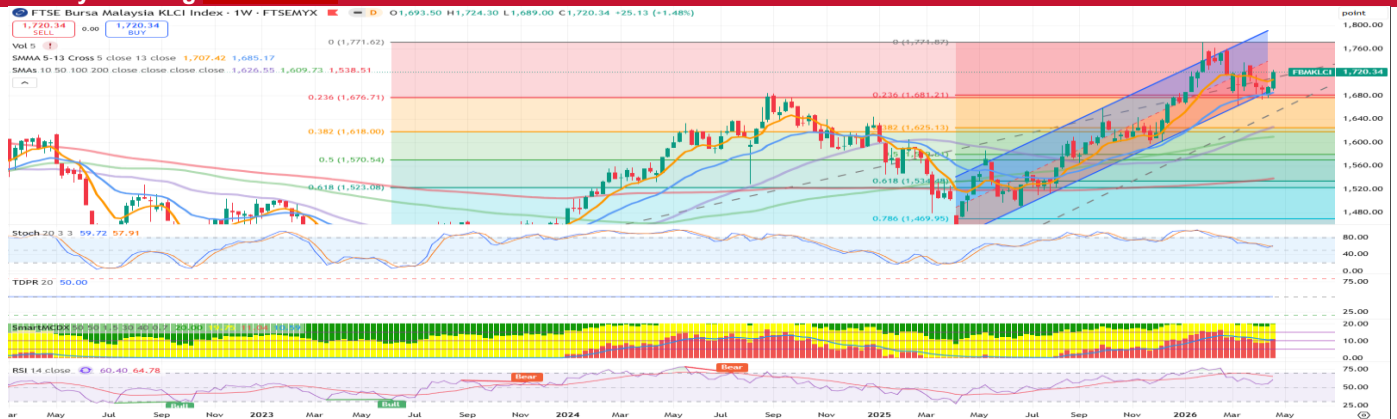 FTSE Bursa Malaysia KLCI Index · 1W · FTSEMYX D O1,693.50 H1,724.30 L1,689.00 C1,720.34 +25.13 (+1.48%)
1,720.34 SELL 0.00 1,720.34 BUY
Vol 5
SMMA 5-13 Cross 5 close 13 close 1,707.42 1,685.17
SMAs 10 50 100 200 close close close close 1,626.55 1,609.73 1,538.51
0 (1,771.62)
0.236 (1,676.71)
0.382 (1,618.00)
0.5 (1,570.54)
0.618 (1,523.08)
0 (1,771.87)
0.236 (1,681.21)
382 (1,625.13)
0.786 (1,469.95)
point
1,800.00
1,760.00
FBMKLCI 1,720.34
1,680.00
1,640.00
1,600.00
1,560.00
1,520.00
1,480.00
Stoch 20 3 3 59.72 57.91
80.00
40.00
0.00
TDPR 20 50.00
75.00
25.00
SmartMCDX 50 50 1.5 30 40 0.7 20.00
20.00
10.00
0.00
RSI 14 close 60.40 64.78
Bear
Bear
Bull
Bull
75.00
50.00
25.00
ar May Jul Sep Nov 2023 Mar May Jul Sep Nov 2024 Mar May Jul Sep Nov 2025 Mar May Jul Sep Nov 2026 Mar May